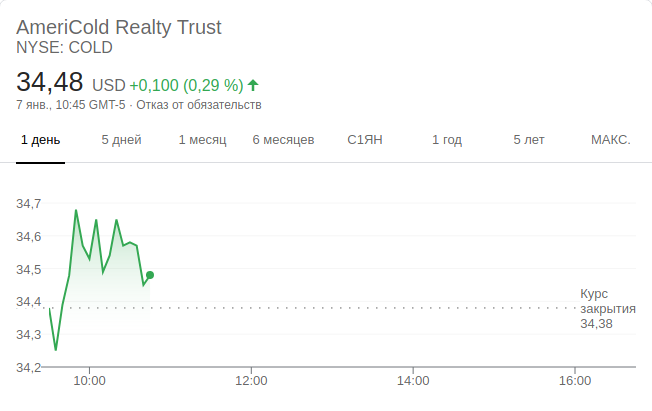 AmeriCold Realty Trust
NYSE: COLD
34,48 USD +0,100 (0,29 %)
7 янв., 10:45 GMT-5 · Отказ от обязательств
1 день 5 дней 1 месяц 6 месяцев С1ЯН 1 год 5 лет МАКС.
34,7
34,6
34,5
34,4
34,3
34,2
Курс
закрытия
34,38
10:00 12:00 14:00 16:00